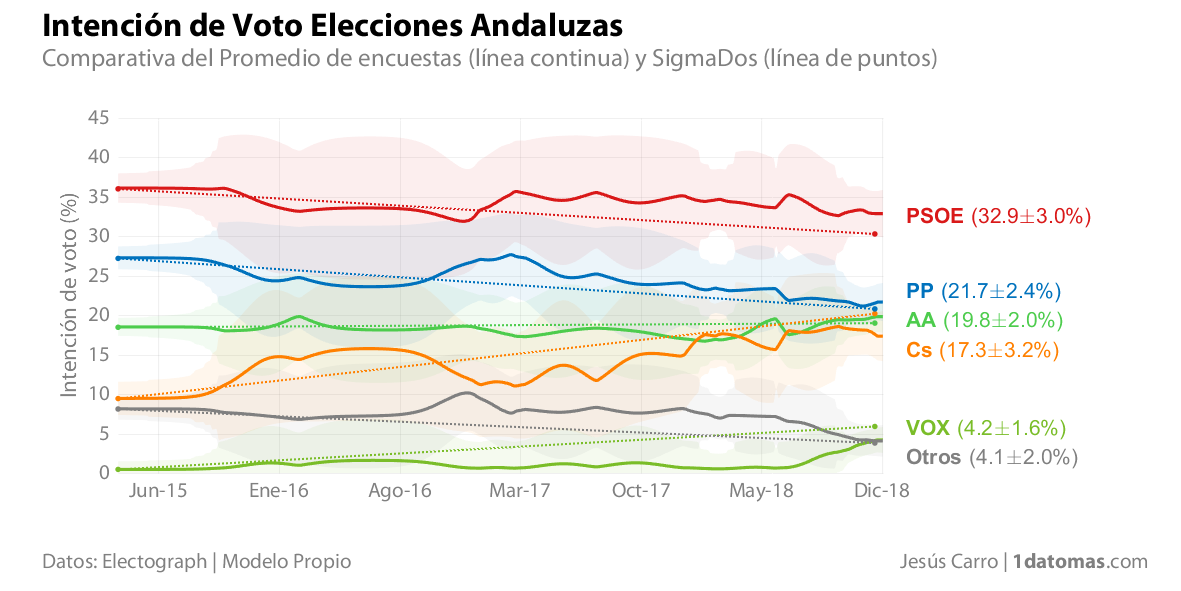 Intención de Voto Elecciones Andaluzas
Comparativa del Promedio de encuestas (línea continua) y SigmaDos (línea de puntos)
Intención de voto (%)
45
40
35
30
25
20
15
10
5
0
Jun-15 Ene-16 Ago-16 Mar-17 Oct-17 May-18 Dic-18
PSOE (32.9±3.0%)
PP (21.7±2.4%)
AA (19.8±2.0%)
Cs (17.3±3.2%)
VOX (4.2±1.6%)
Otros (4.1±2.0%)
Datos: Electograph | Modelo Propio
Jesús Carro | 1datomas.com